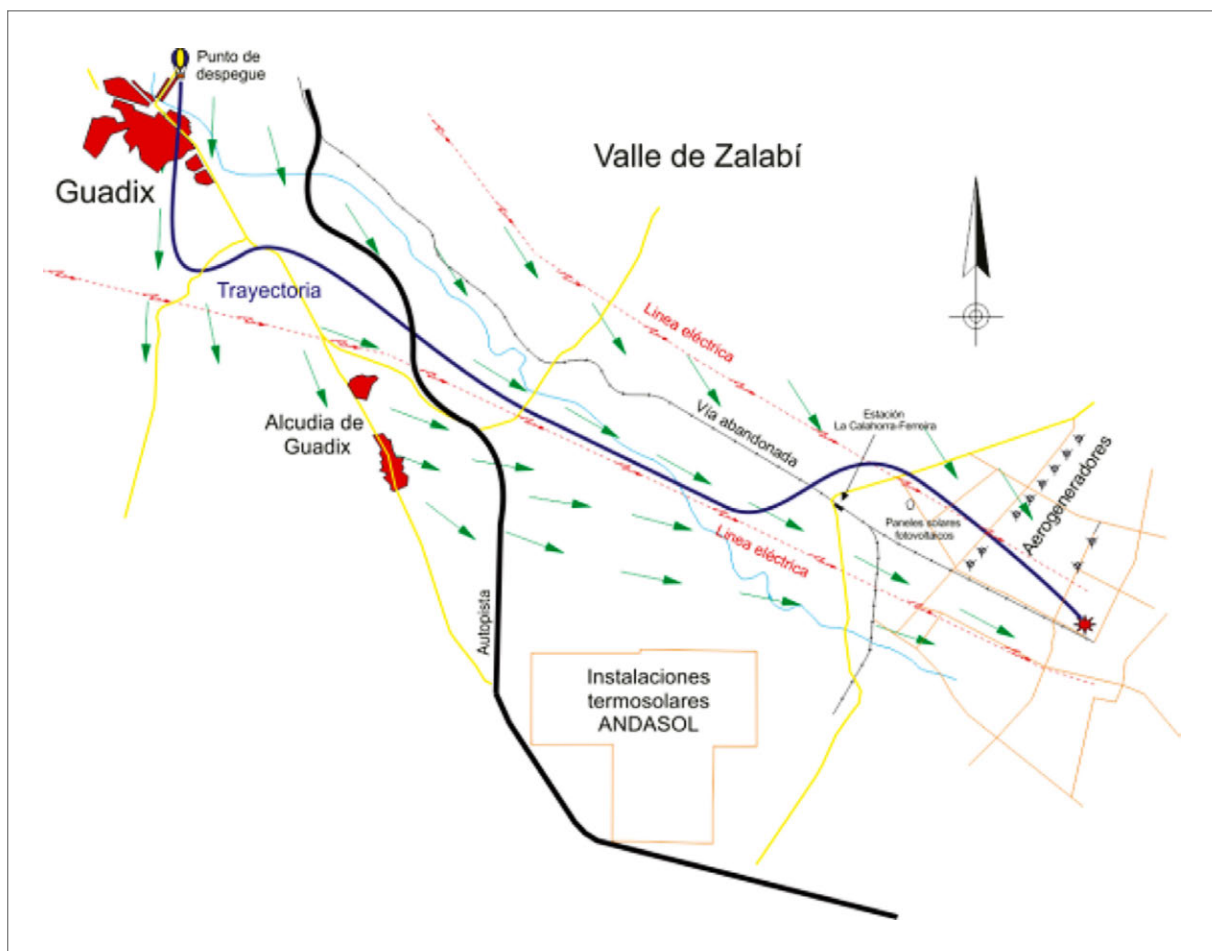 Punto de
despegue
Valle de Zalabí
Guadix
Trayectoria
Línea eléctrica
Alcudia de
Guadix
Vía abandonada
Estación
La Calahorra-Ferreira
Paneles solares
fotovoltáicos
Aerogeneradores
Línea eléctrica
Autopista
Instalaciones
termosolares
ANDASOL